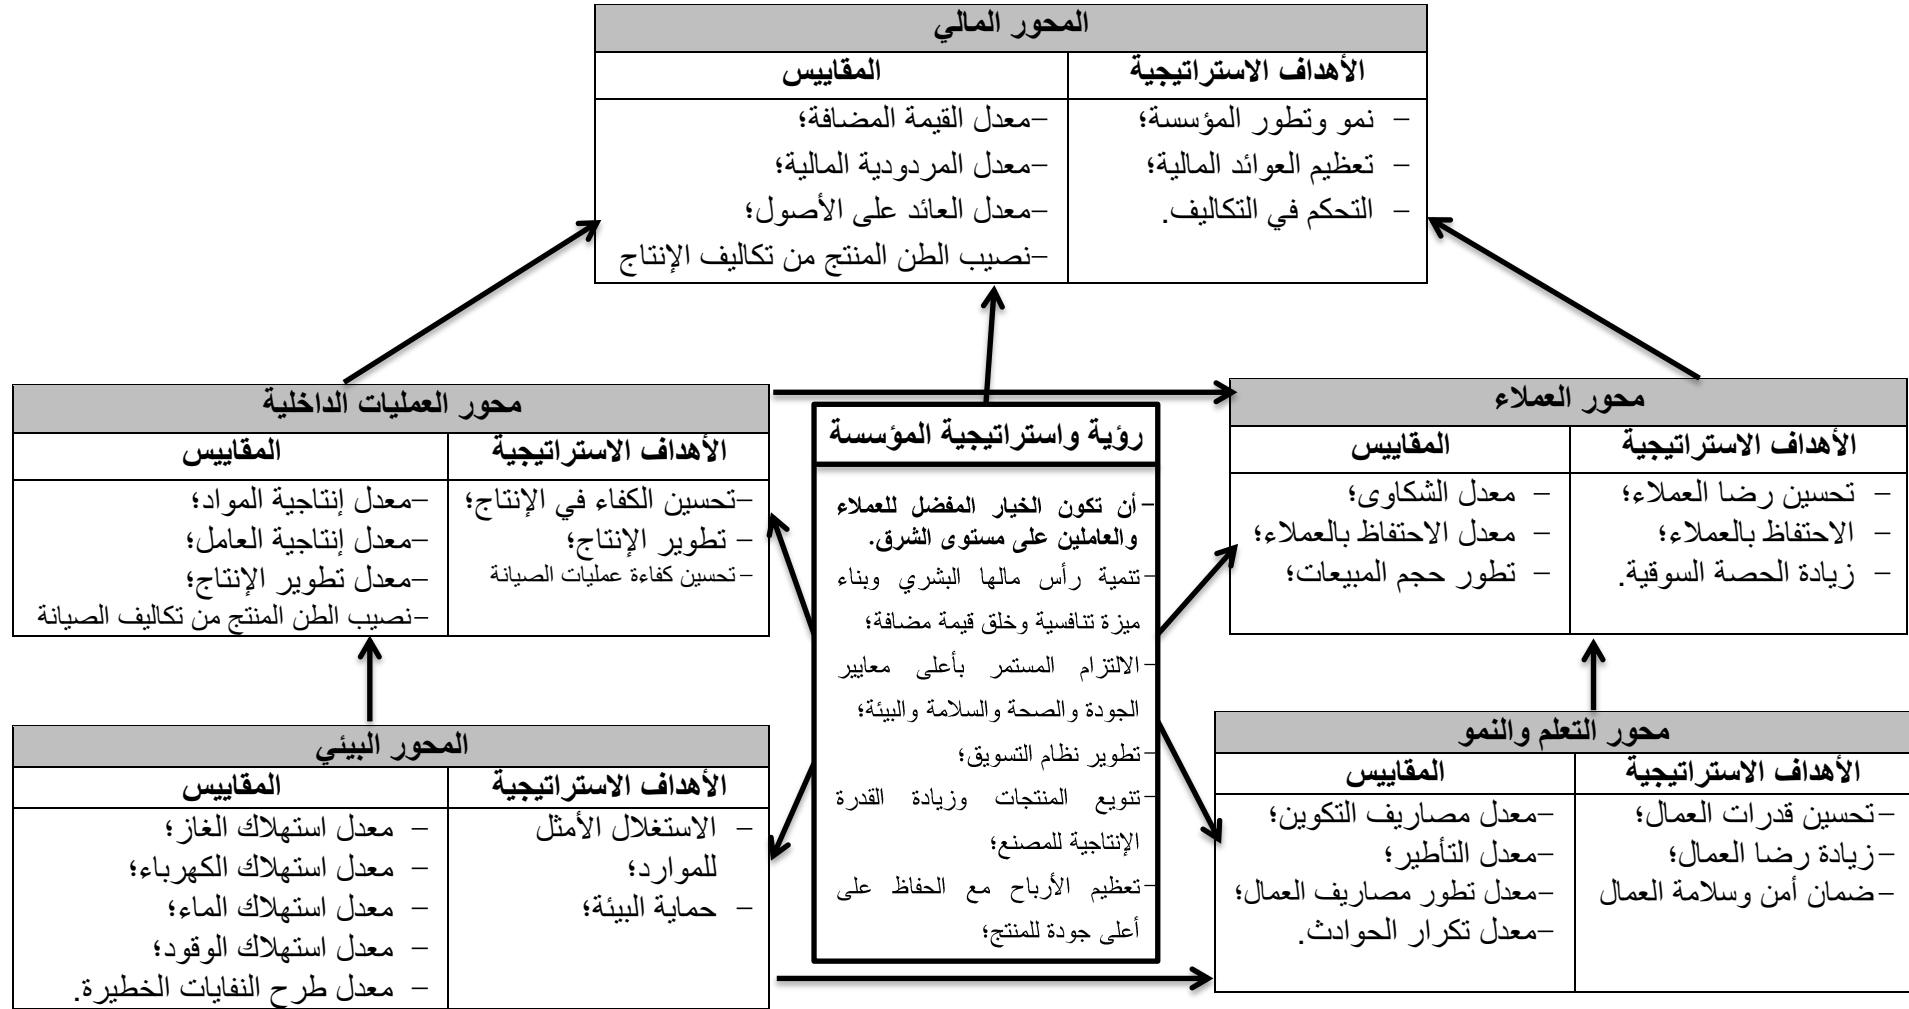 المحور المالي
الأهداف الاستراتيجية
المقاييس
- نمو وتطور المؤسسة؛
- تعظيم العوائد المالية؛
- التحكم في التكاليف.
-معدل القيمة المضافة؛
-معدل المردودية المالية؛
-معدل العائد على الأصول؛
-نصيب الطن المنتج من تكاليف الإنتاج
محور العملاء
الأهداف الاستراتيجية
المقاييس
- تحسين رضا العملاء؛
- الاحتفاظ بالعملاء؛
- زيادة الحصة السوقية.
- معدل الشكاوى؛
- معدل الاحتفاظ بالعملاء؛
- تطور حجم المبيعات؛
رؤية واستراتيجية المؤسسة
-أن تكون الخيار المفضل للعملاء
والعاملين على مستوى الشرق.
-تنمية رأس مالها البشري وبناء
ميزة تنافسية وخلق قيمة مضافة؛
-الالتزام المستمر بأعلى معايير
الجودة والصحة والسلامة والبيئة؛
-تطوير نظام التسويق؛
-تنويع المنتجات وزيادة القدرة
الإنتاجية للمصنع؛
-تعظيم الأرباح مع الحفاظ على
أعلى جودة للمنتج؛
محور العمليات الداخلية
الأهداف الاستراتيجية
المقاييس
-تحسين الكفاء في الإنتاج؛
- تطوير الإنتاج؛
- تحسين كفاءة عمليات الصيانة
-معدل إنتاجية المواد؛
-معدل إنتاجية العامل؛
-معدل تطوير الإنتاج؛
-نصيب الطن المنتج من تكاليف الصيانة
محور التعلم والنمو
الأهداف الاستراتيجية
المقاييس
-تحسين قدرات العمال؛
-زيادة رضا العمال؛
-ضمان أمن وسلامة العمال
-معدل مصاريف التكوين؛
-معدل التأطير؛
-معدل تطور مصاريف العمال؛
-معدل تكرار الحوادث.
المحور البيئي
الأهداف الاستراتيجية
المقاييس
- الاستغلال الأمثل
للموارد؛
- حماية البيئة؛
- معدل استهلاك الغاز؛
- معدل استهلاك الكهرباء؛
- معدل استهلاك الماء؛
- معدل استهلاك الوقود؛
- معدل طرح النفايات الخطيرة.